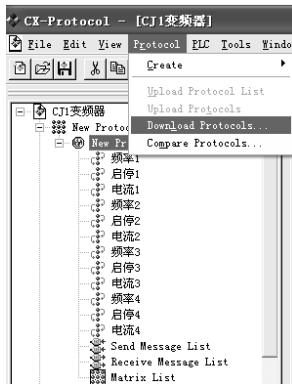 CX-Protocol - [CJ1变频器]
File Edit View Protocol PLC Tools Windo
Create
Upload Protocol List
Upload Protocols
Download Protocols...
Compare Protocols...
CJ1变频器
New Protoc
New Pr
频率1
启停1
电流1
频率2
启停2
电流2
频率3
启停3
电流3
频率4
启停4
电流4
Send Message List
Receive Message List
Matrix List